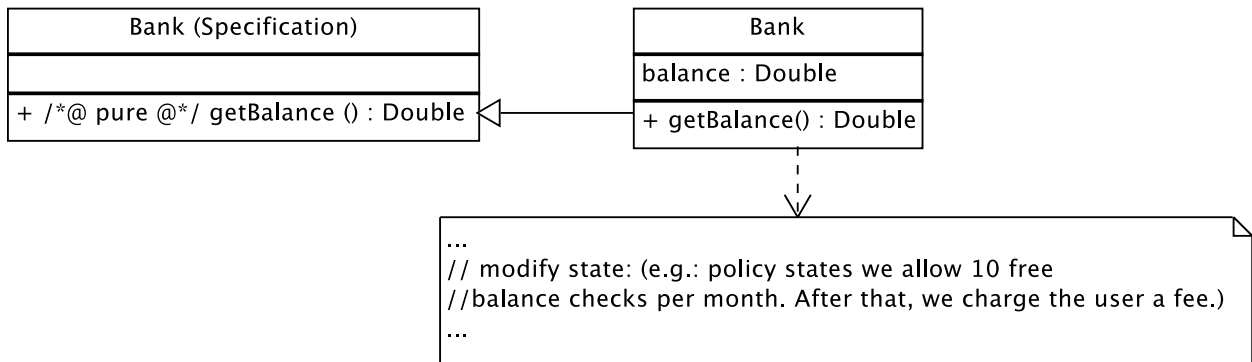 Bank (Specification)
+ /*@ pure @*/ getBalance () : Double
Bank
balance : Double
+ getBalance() : Double
...
// modify state: (e.g.: policy states we allow 10 free
//balance checks per month. After that, we charge the user a fee.)
...